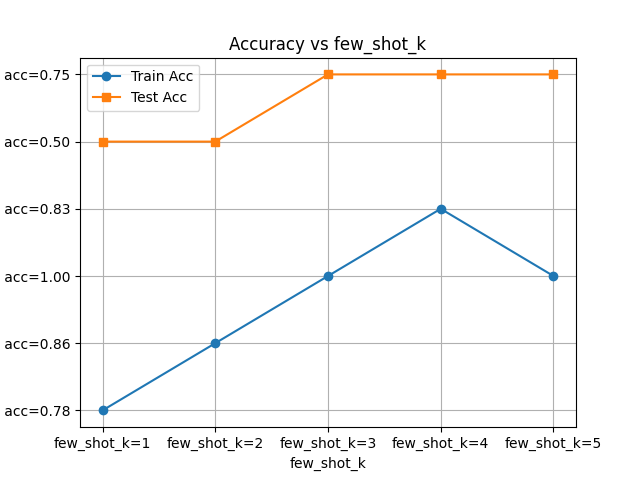 Accuracy vs few_shot_k
acc=0.75
acc=0.50
acc=0.83
acc=1.00
acc=0.86
acc=0.78
Train Acc
Test Acc
few_shot_k=1
few_shot_k=2
few_shot_k=3
few_shot_k=4
few_shot_k=5
few_shot_k